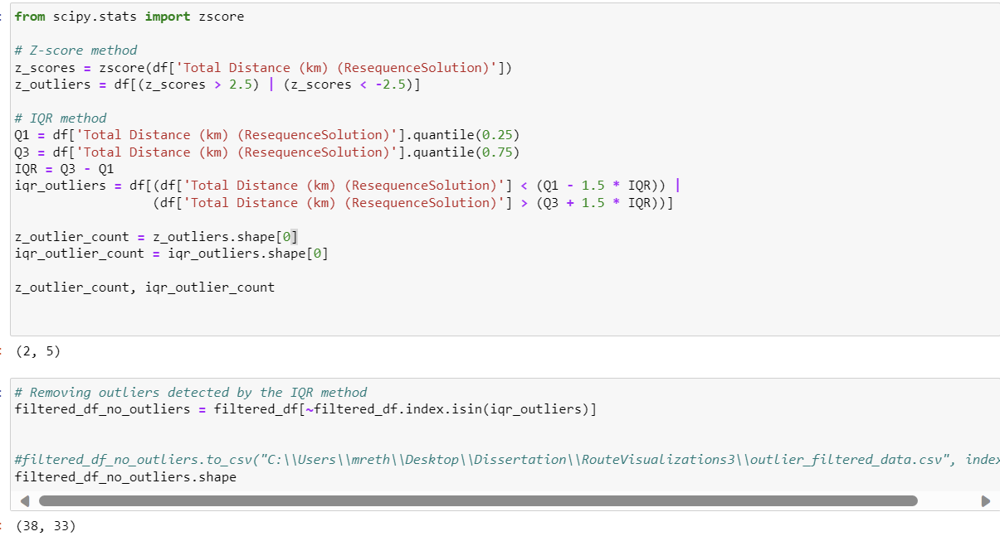 from scipy.stats import zscore
# Z-score method
z_scores = zscore(df['Total Distance (km) (ResequenceSolution)'])
z_outliers = df[(z_scores > 2.5) | (z_scores < -2.5)]
# IQR method
Q1 = df['Total Distance (km) (ResequenceSolution)'].quantile(0.25)
Q3 = df['Total Distance (km) (ResequenceSolution)'].quantile(0.75)
IQR = Q3 - Q1
iqr_outliers = df[(df['Total Distance (km) (ResequenceSolution)'] < (Q1 - 1.5 * IQR)) |
(df['Total Distance (km) (ResequenceSolution)'] > (Q3 + 1.5 * IQR))]
z_outlier_count = z_outliers.shape[0]
iqr_outlier_count = iqr_outliers.shape[0]
z_outlier_count, iqr_outlier_count
(2, 5)
# Removing outliers detected by the IQR method
filtered_df_no_outliers = filtered_df[~filtered_df.index.isin(iqr_outliers)]
#filtered_df_no_outliers.to_csv("C:\\Users\\mreth\\Desktop\\Dissertation\\RouteVisualizations3\\outlier_filtered_data.csv", index
filtered_df_no_outliers.shape
(38, 33)